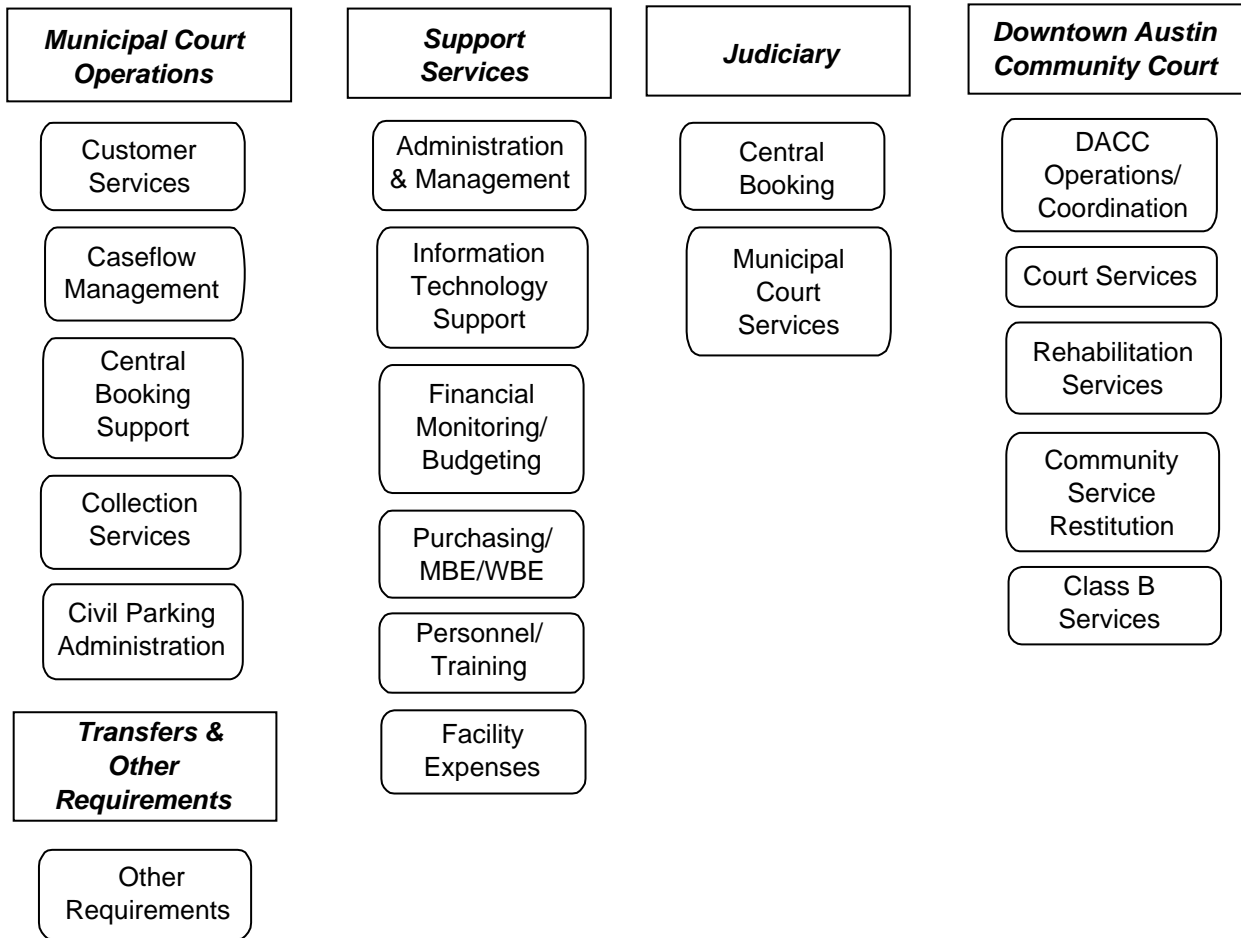 Municipal Court
Operations
Customer
Services
Caseflow
Management
Central
Booking
Support
Collection
Services
Civil Parking
Administration
Transfers &
Other
Requirements
Other
Requirements
Support
Services
Administration
& Management
Information
Technology
Support
Financial
Monitoring/
Budgeting
Purchasing/
MBE/WBE
Personnel/
Training
Facility
Expenses
Judiciary
Central
Booking
Municipal
Court
Services
Downtown Austin
Community Court
DACC
Operations/
Coordination
Court Services
Rehabilitation
Services
Community
Service
Restitution
Class B
Services